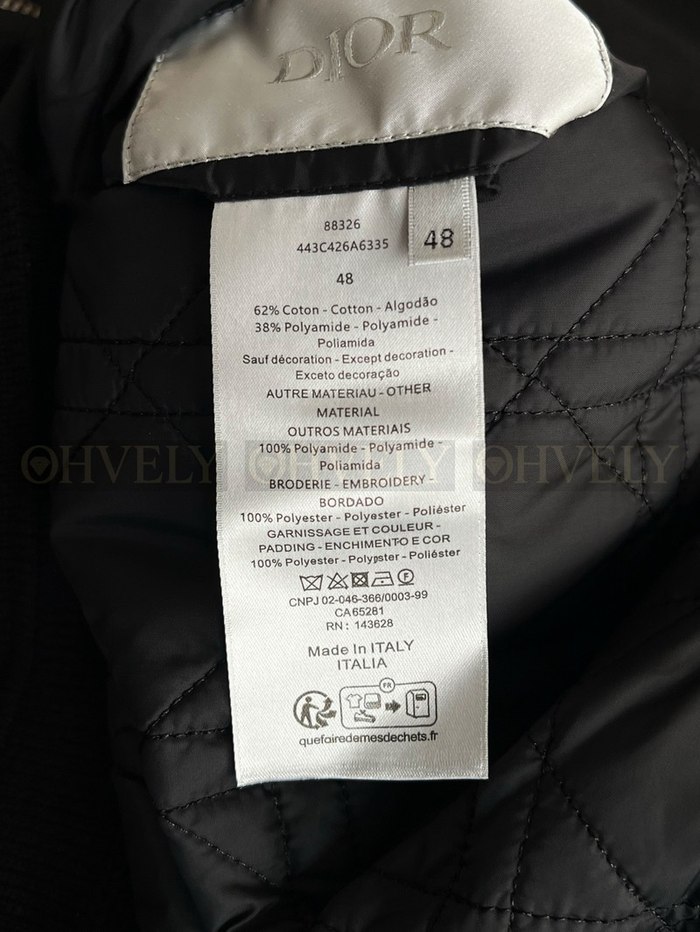 DIOR
88326
443C426A6335
48
48
62% Coton - Cotton - Algodão
38% Polyamide - Polyamide -
Poliamida
Sauf décoration - Except decoration -
Exceto decoração
AUTRE MATERIAU - OTHER
MATERIAL
OUTROS MATERIAIS
100% Polyamide - Polyamide -
Poliamida
BRODERIE - EMBROIDERY -
BORDADO
100% Polyester - Polyester - Poliéster
GARNISSAGE ET COULEUR -
PADDING - ENCHIMENTO E COR
100% Polyester - Polyester - Poliéster
CNPJ 02-046-366/0003-99
CA 65281
RN: 143628
Made In ITALY
ITALIA
FR
quefairedemesdechets.fr
OHVELY OHVELY OHVELY